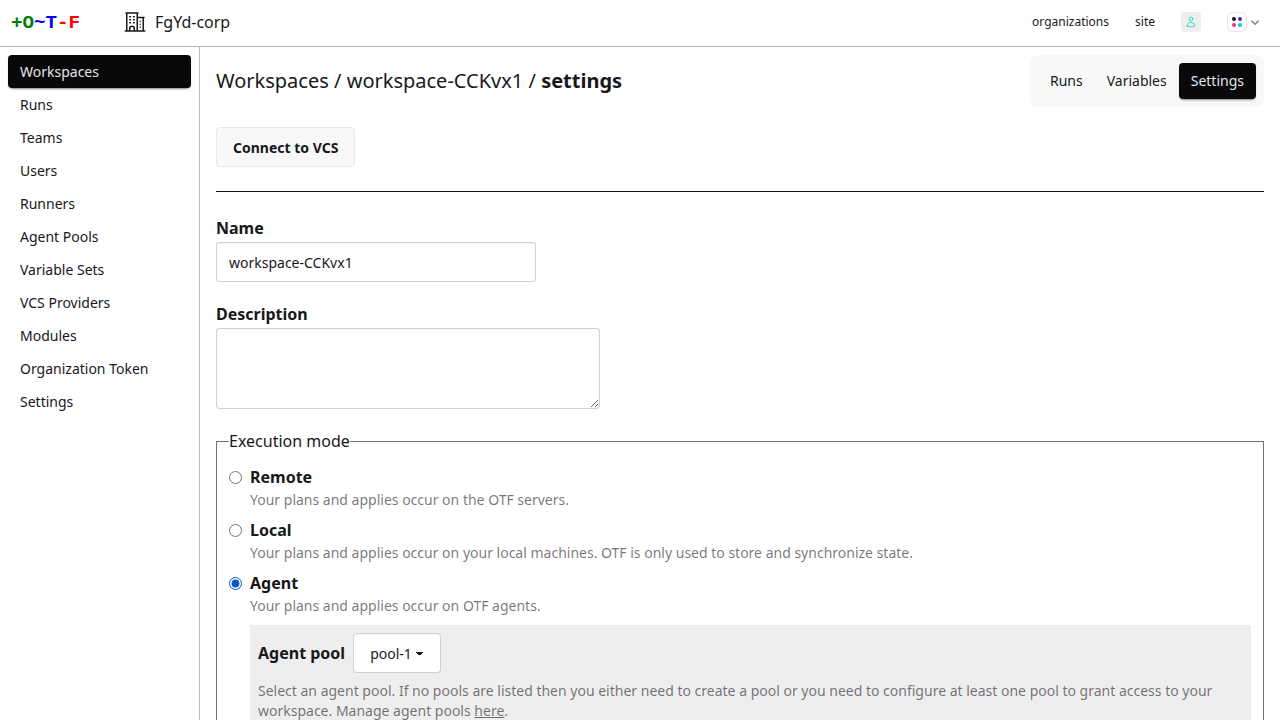 +O~T-F
FgYd-corp
organizations
site
Workspaces
Runs
Teams
Users
Runners
Agent Pools
Variable Sets
VCS Providers
Modules
Organization Token
Settings
Workspaces / workspace-CCKvx1 / settings
Runs
Variables
Settings
Connect to VCS
Name
workspace-CCKvx1
Description
Execution mode
Remote
Your plans and applies occur on the OTF servers.
Local
Your plans and applies occur on your local machines. OTF is only used to store and synchronize state.
Agent
Your plans and applies occur on OTF agents.
Agent pool
pool-1
Select an agent pool. If no pools are listed then you either need to create a pool or you need to configure at least one pool to grant access to your
workspace. Manage agent pools here.